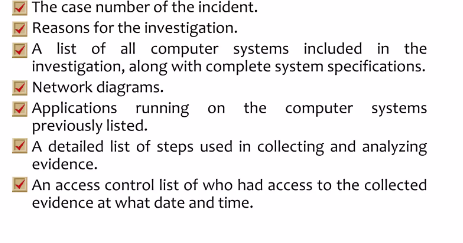 The case number of the incident.
Reasons for the investigation.
A list of all computer systems included in the
investigation, along with complete system specifications.
Network diagrams.
Applications running on the computer systems
previously listed.
A detailed list of steps used in collecting and analyzing
evidence.
An access control list of who had access to the collected
evidence at what date and time.